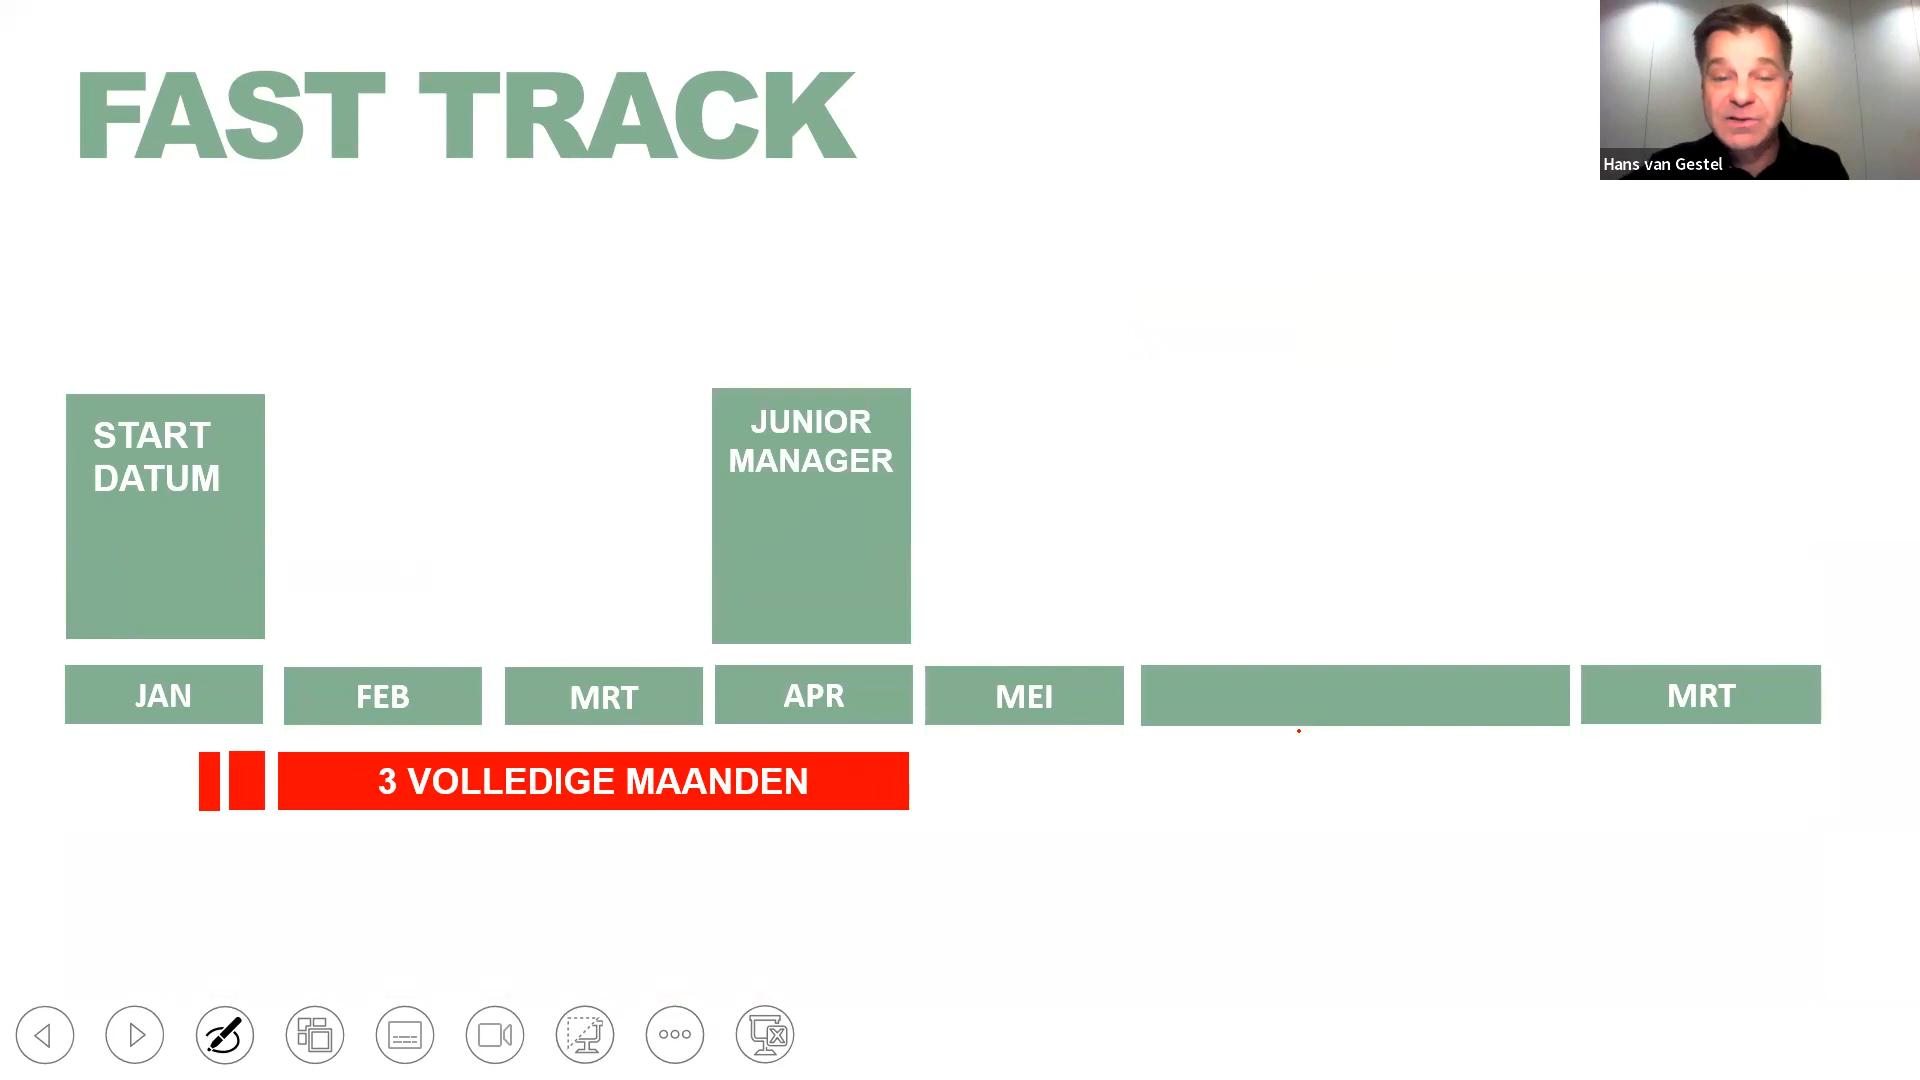 FAST TRACK
Hans van Gestel
START
DATUM
JUNIOR
MANAGER
JAN
FEB
MRT
APR
MEI
MRT
3 VOLLEDIGE MAANDEN